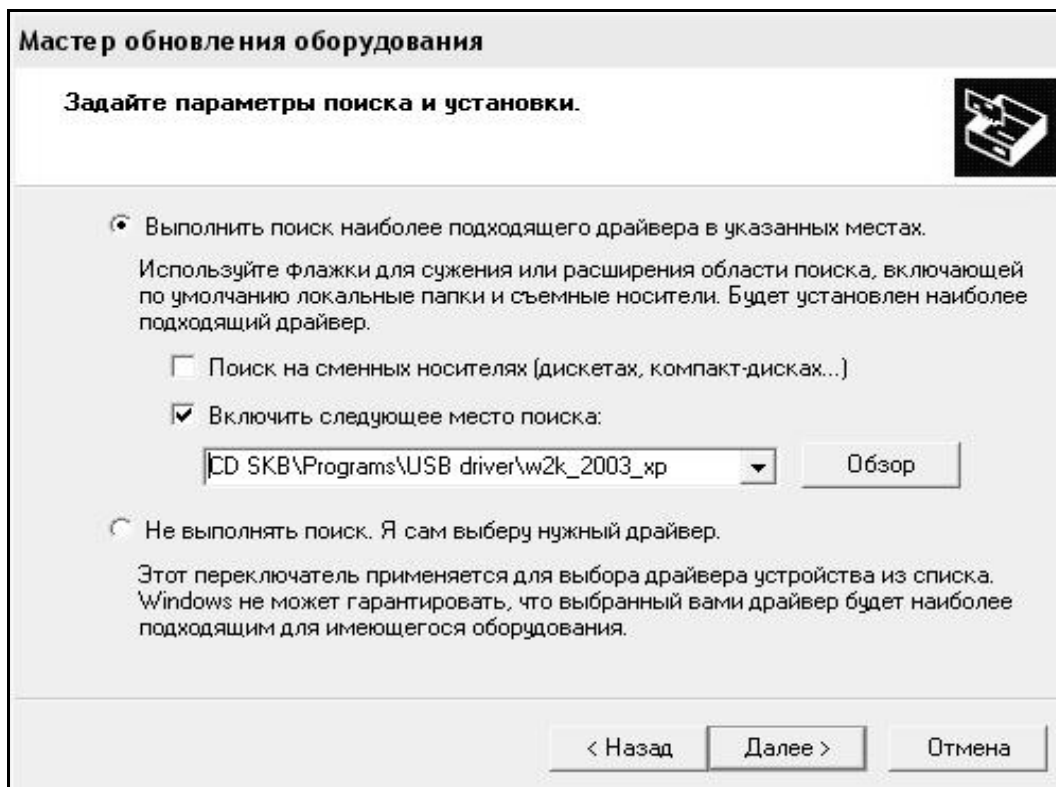 Мастер обновления оборудования
Задайте параметры поиска и установки.
Выполнить поиск наиболее подходящего драйвера в указанных местах.
Используйте флажки для сужения или расширения области поиска, включающей
по умолчанию локальные папки и съемные носители. Будет установлен наиболее
подходящий драйвер.
Поиск на сменных носителях (дискетах, компакт-дисках...)
Включить следующее место поиска:
CD SKB\Programs\USB driver\w2k_2003_xp
Обзор
Не выполнять поиск. Я сам выберу нужный драйвер.
Этот переключатель применяется для выбора драйвера устройства из списка.
Windows не может гарантировать, что выбранный вами драйвер будет наиболее
подходящим для имеющегося оборудования.
< Назад
Далее >
Отмена